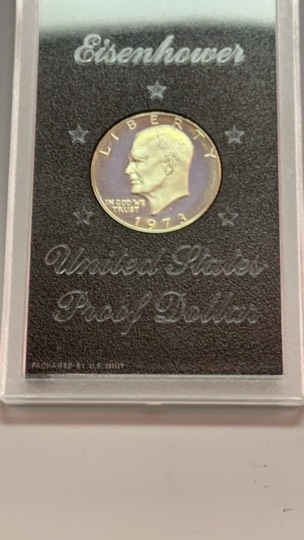 Eisenhower
LIBERTY
IN GOD WE
TRUST
1973
United States
Proof Dollar
PACKAGED BY U.S. MINT